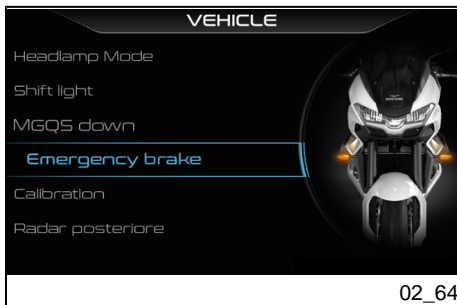 VEHICLE
Headlamp Mode
Shift light
MGQS down
Emergency brake
Calibration
Radar posteriore
02_64